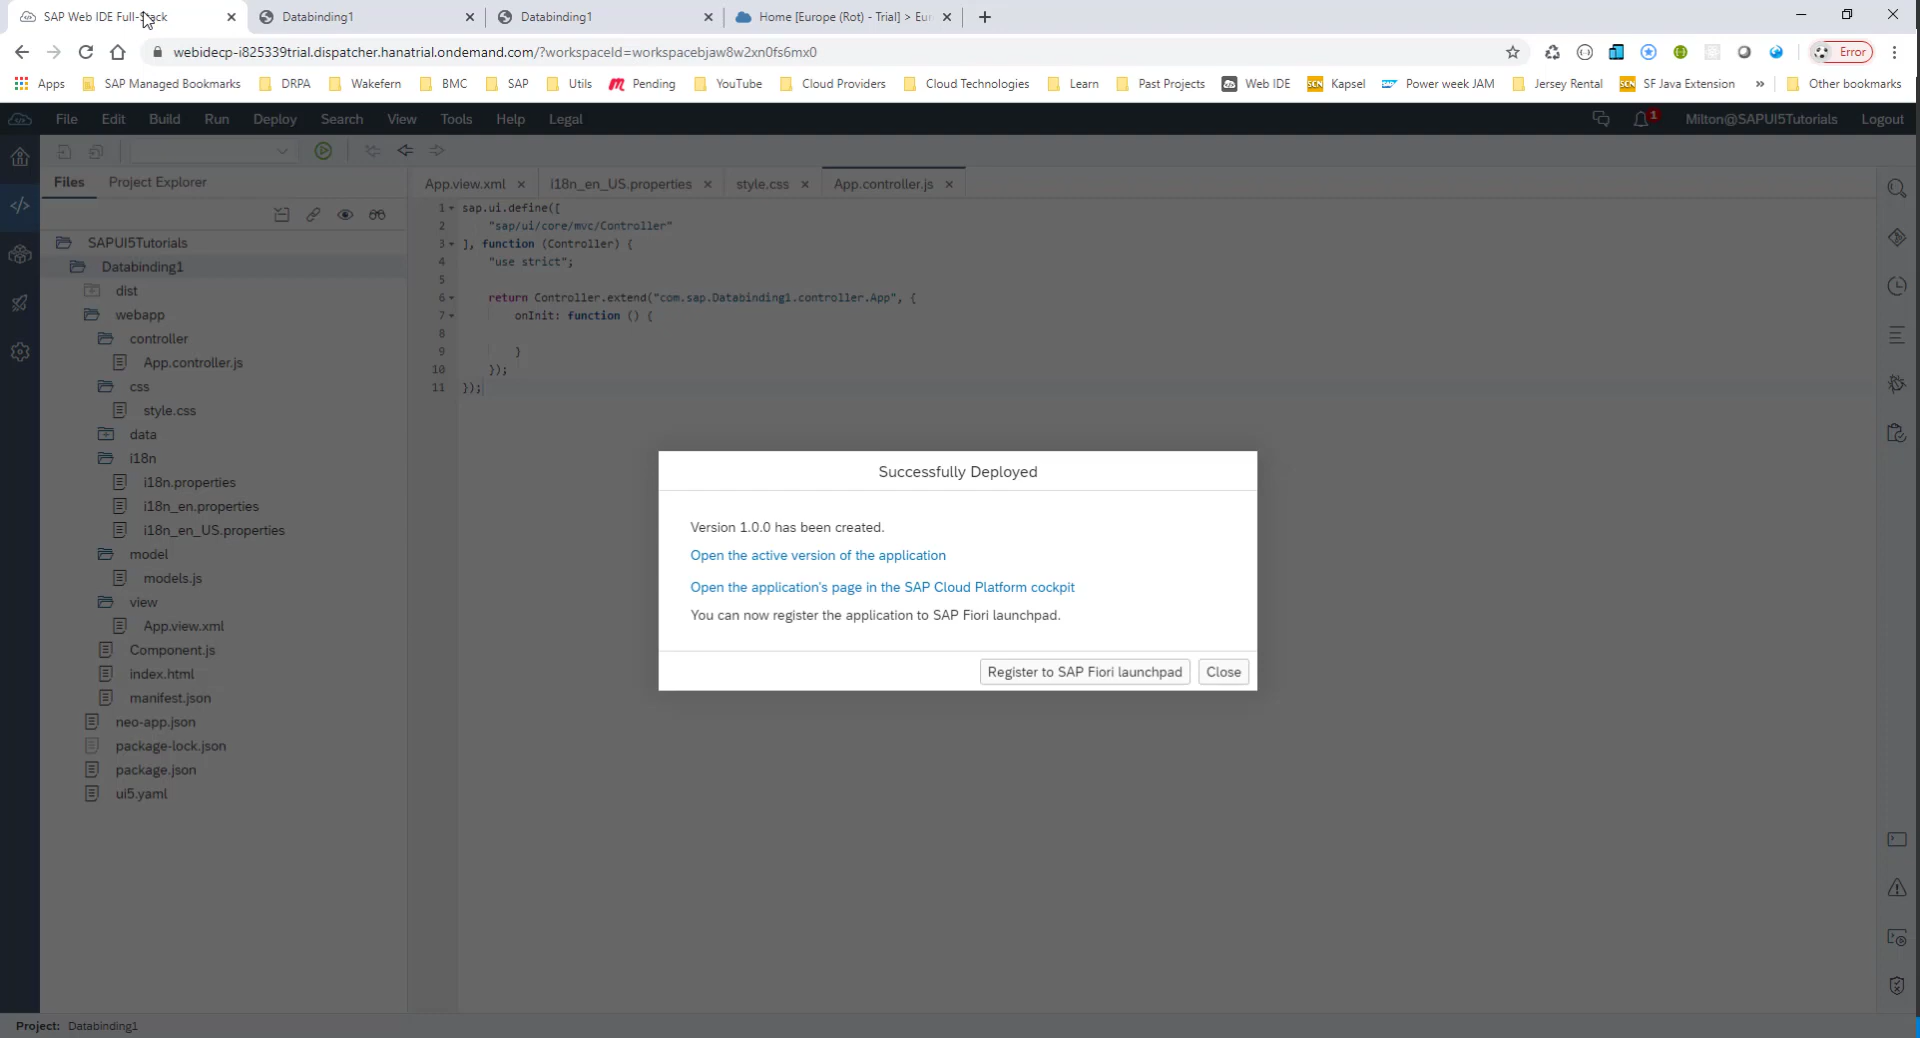 SAP Web IDE Full-Stack
Databinding1
Databinding1
Home [Europe (Rot) - Trial] > Eur
webidecp-i825339trial.dispatcher.hanatrial.ondemand.com/?workspaceId=workspacebjaw8w2xn0fs6mx0
Error
Apps
SAP Managed Bookmarks
DRPA
Wakefern
BMC
SAP
Utils
Pending
YouTube
Cloud Providers
Cloud Technologies
Learn
Past Projects
Web IDE
Kapsel
Power week JAM
Jersey Rental
SF Java Extension
»
Other bookmarks
File Edit Build Run Deploy Search View Tools Help Legal
1
Milton@SAPUI5Tutorials
Logout
Files
Project Explorer
App.view.xml
i18n_en_US.properties
style.css
App.controller.js
SAPUI5Tutorials
Databinding1
dist
webapp
controller
App.controller.js
css
style.css
data
i18n
i18n.properties
i18n_en.properties
i18n_en_US.properties
model
models.js
view
App.view.xml
Component.js
index.html
manifest.json
neo-app.json
package-lock.json
package.json
ui5.yaml
1 sap.ui.define([
2 "sap/ui/core/mvc/Controller"
3 ], function (Controller) {
4 "use strict";
5
6 return Controller.extend("com.sap.Databinding1.controller.App", {
7 onInit: function () {
8
9 }
10 });
11 });
Successfully Deployed
Version 1.0.0 has been created.
Open the active version of the application
Open the application's page in the SAP Cloud Platform cockpit
You can now register the application to SAP Fiori launchpad.
Register to SAP Fiori launchpad
Close
Project: Databinding1